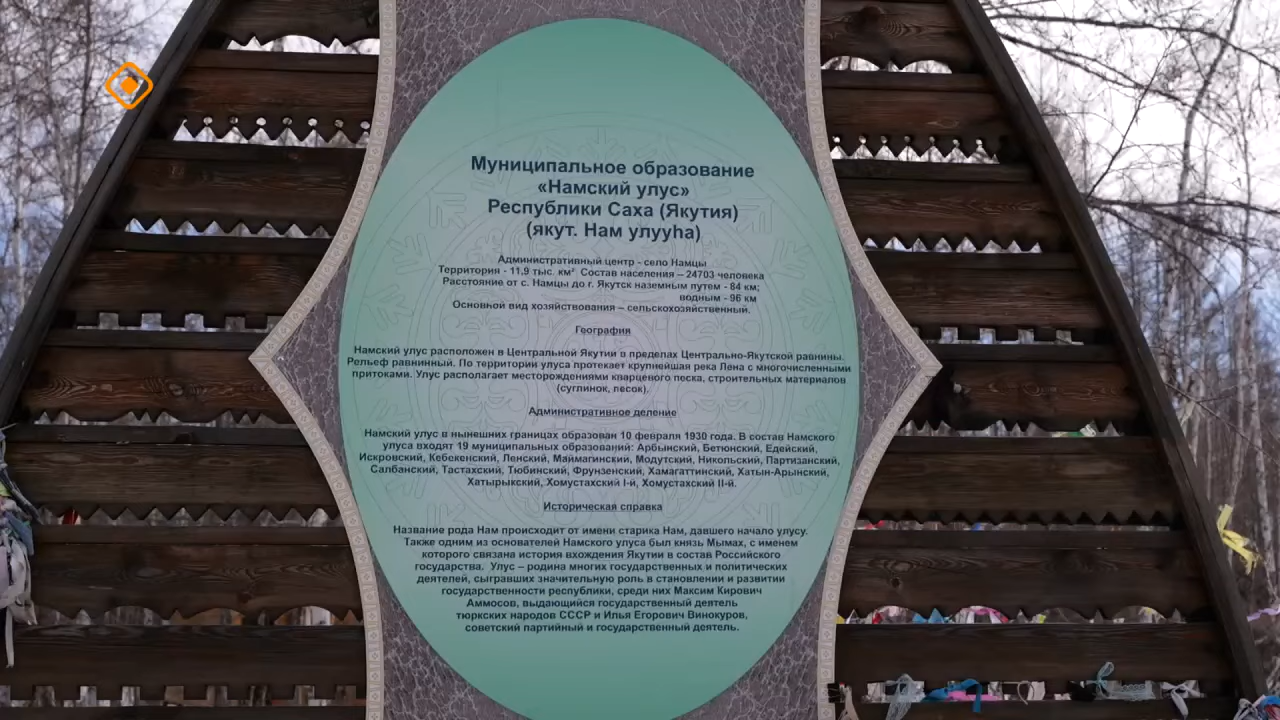 Муниципальное образование
«Намский улус»
Республики Саха (Якутия)
(якут. Нам улууһа)
Административный центр - село Намцы
Территория - 11,9 тыс. км² Состав населения – 24703 человека
Расстояние от с. Намцы до г. Якутск наземным путем - 84 км;
водным - 96 км
Основной вид хозяйствования – сельскохозяйственный.
География
Намский улус расположен в Центральной Якутии в пределах Центрально-Якутской равнины.
Рельеф равнинный. По территории улуса протекает крупнейшая река Лена с многочисленными
притоками. Улус располагает месторождениями кварцевого песка, строительных материалов
(суглинок, песок).
Административное деление
Намский улус в нынешних границах образован 10 февраля 1930 года. В состав Намского
улуса входят 19 муниципальных образований: Арбынский, Бетюнский, Едейский,
Искровский, Кебекенский, Ленский, Маймагинский, Модутский, Никольский, Партизанский,
Салбанский, Тастахский, Тюбинский, Фрунзенский, Хамагаттинский, Хатын-Арынский,
Хатырыкский, Хомустахский I-й, Хомустахский II-й.
Историческая справка
Название рода Нам происходит от имени старика Нам, давшего начало улусу.
Также одним из основателей Намского улуса был князь Мымах, с именем
которого связана история вхождения Якутии в состав Российского
государства. Улус – родина многих государственных и политических
деятелей, сыгравших значительную роль в становлении и развитии
государственности республики, среди них Максим Кирович
Аммосов, выдающийся государственный деятель
тюркских народов СССР и Илья Егорович Винокуров,
советский партийный и государственный деятель.